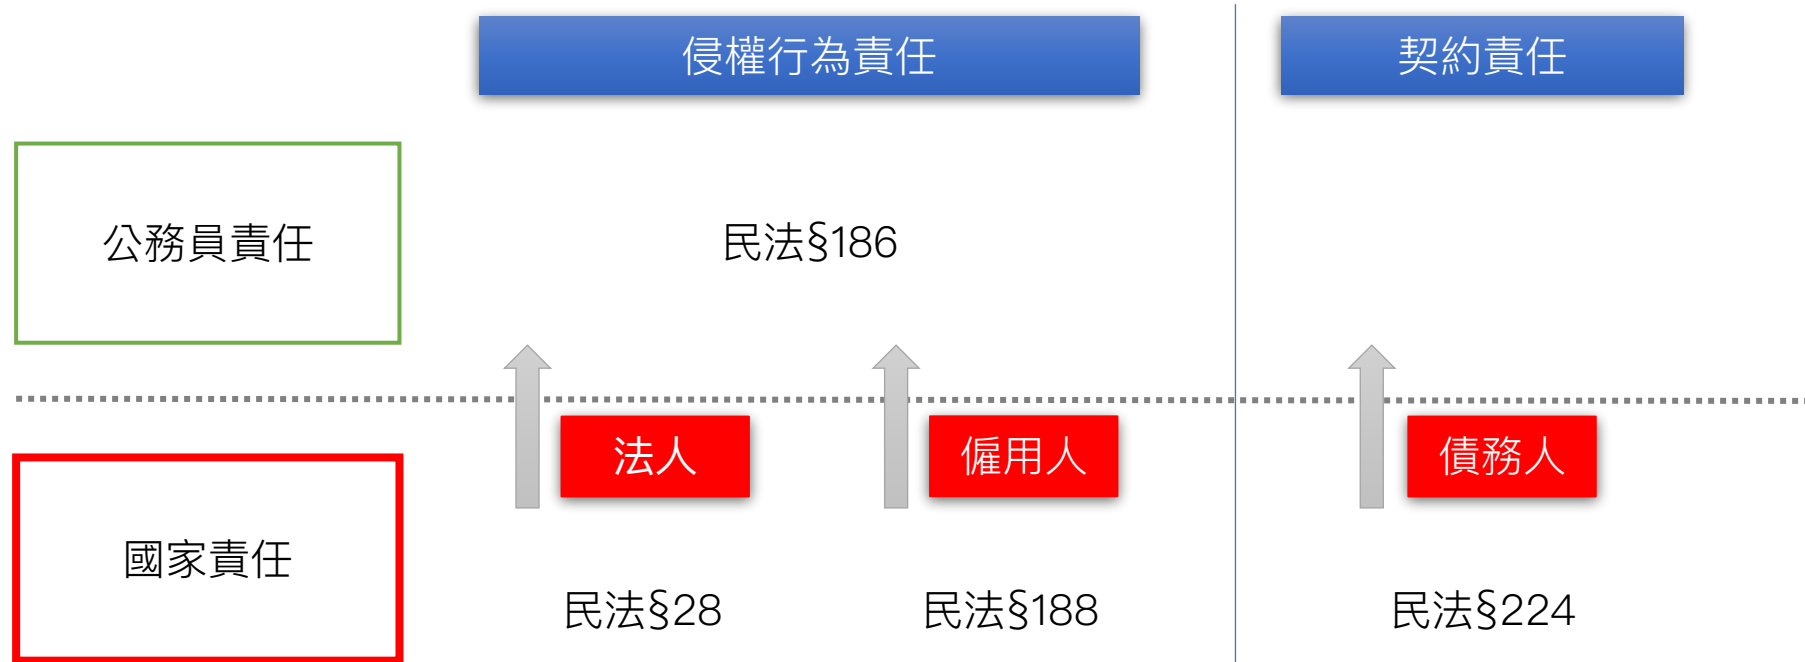 侵權行為責任
契約責任
公務員責任
民法§186
法人
僱用人
債務人
國家責任
民法§28
民法§188
民法§224